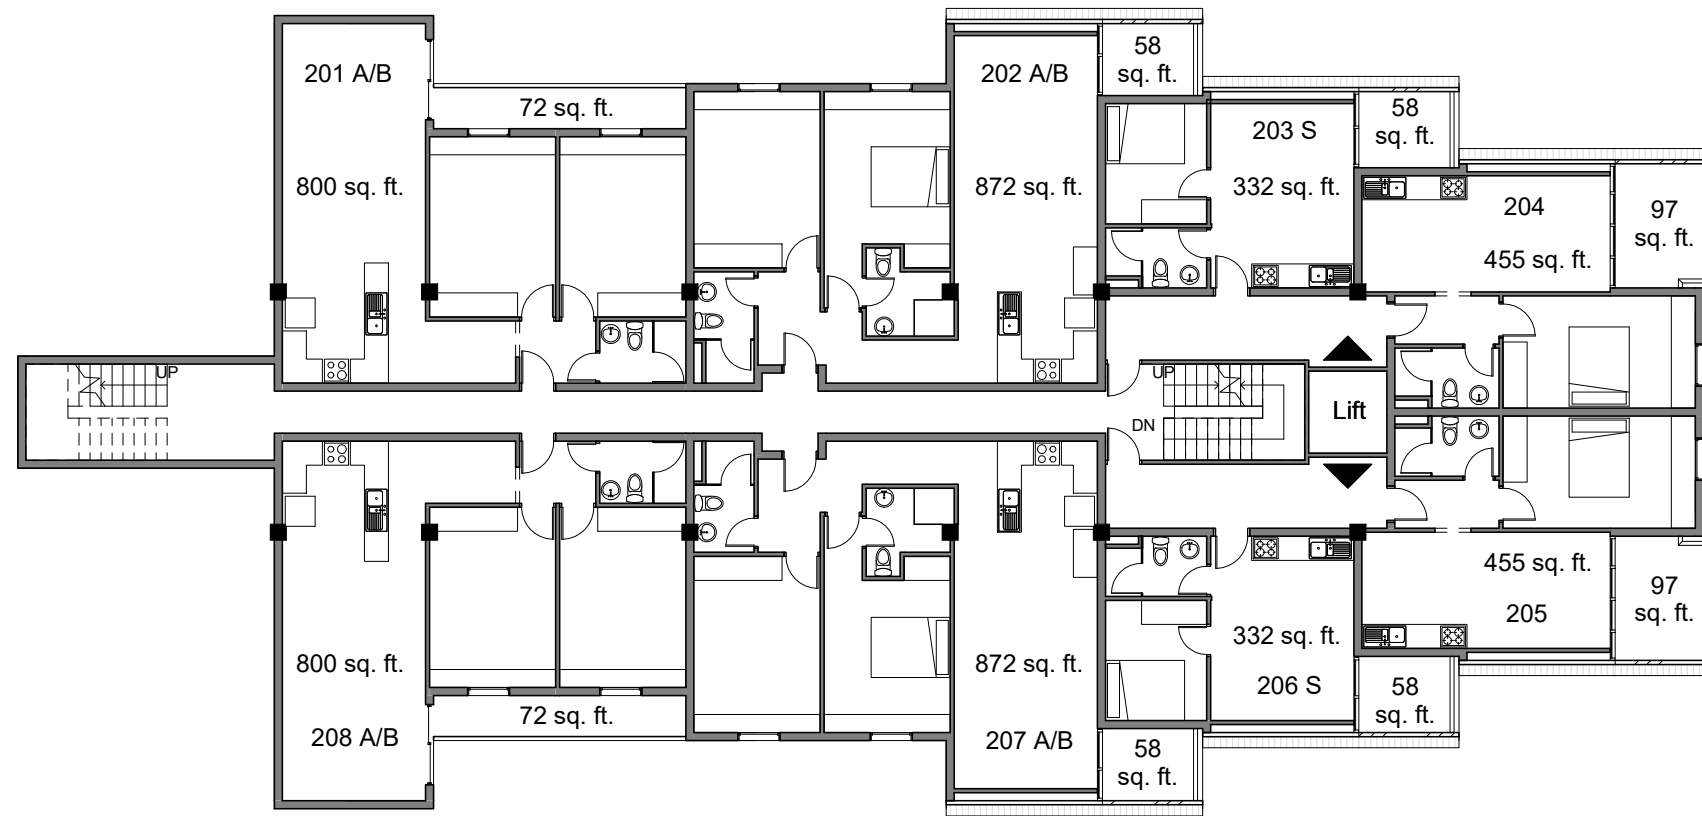 58
sq. ft.
201 A/B
202 A/B
72 sq. ft.
58
sq. ft.
203 S
800 sq. ft.
872 sq. ft.
332 sq. ft.
204
97
sq. ft.
455 sq. ft.
UP
UP
Lift
DN
455 sq. ft.
97
sq. ft.
205
332 sq. ft.
800 sq. ft.
872 sq. ft.
206 S
58
sq. ft.
72 sq. ft.
208 A/B
207 A/B
58
sq. ft.